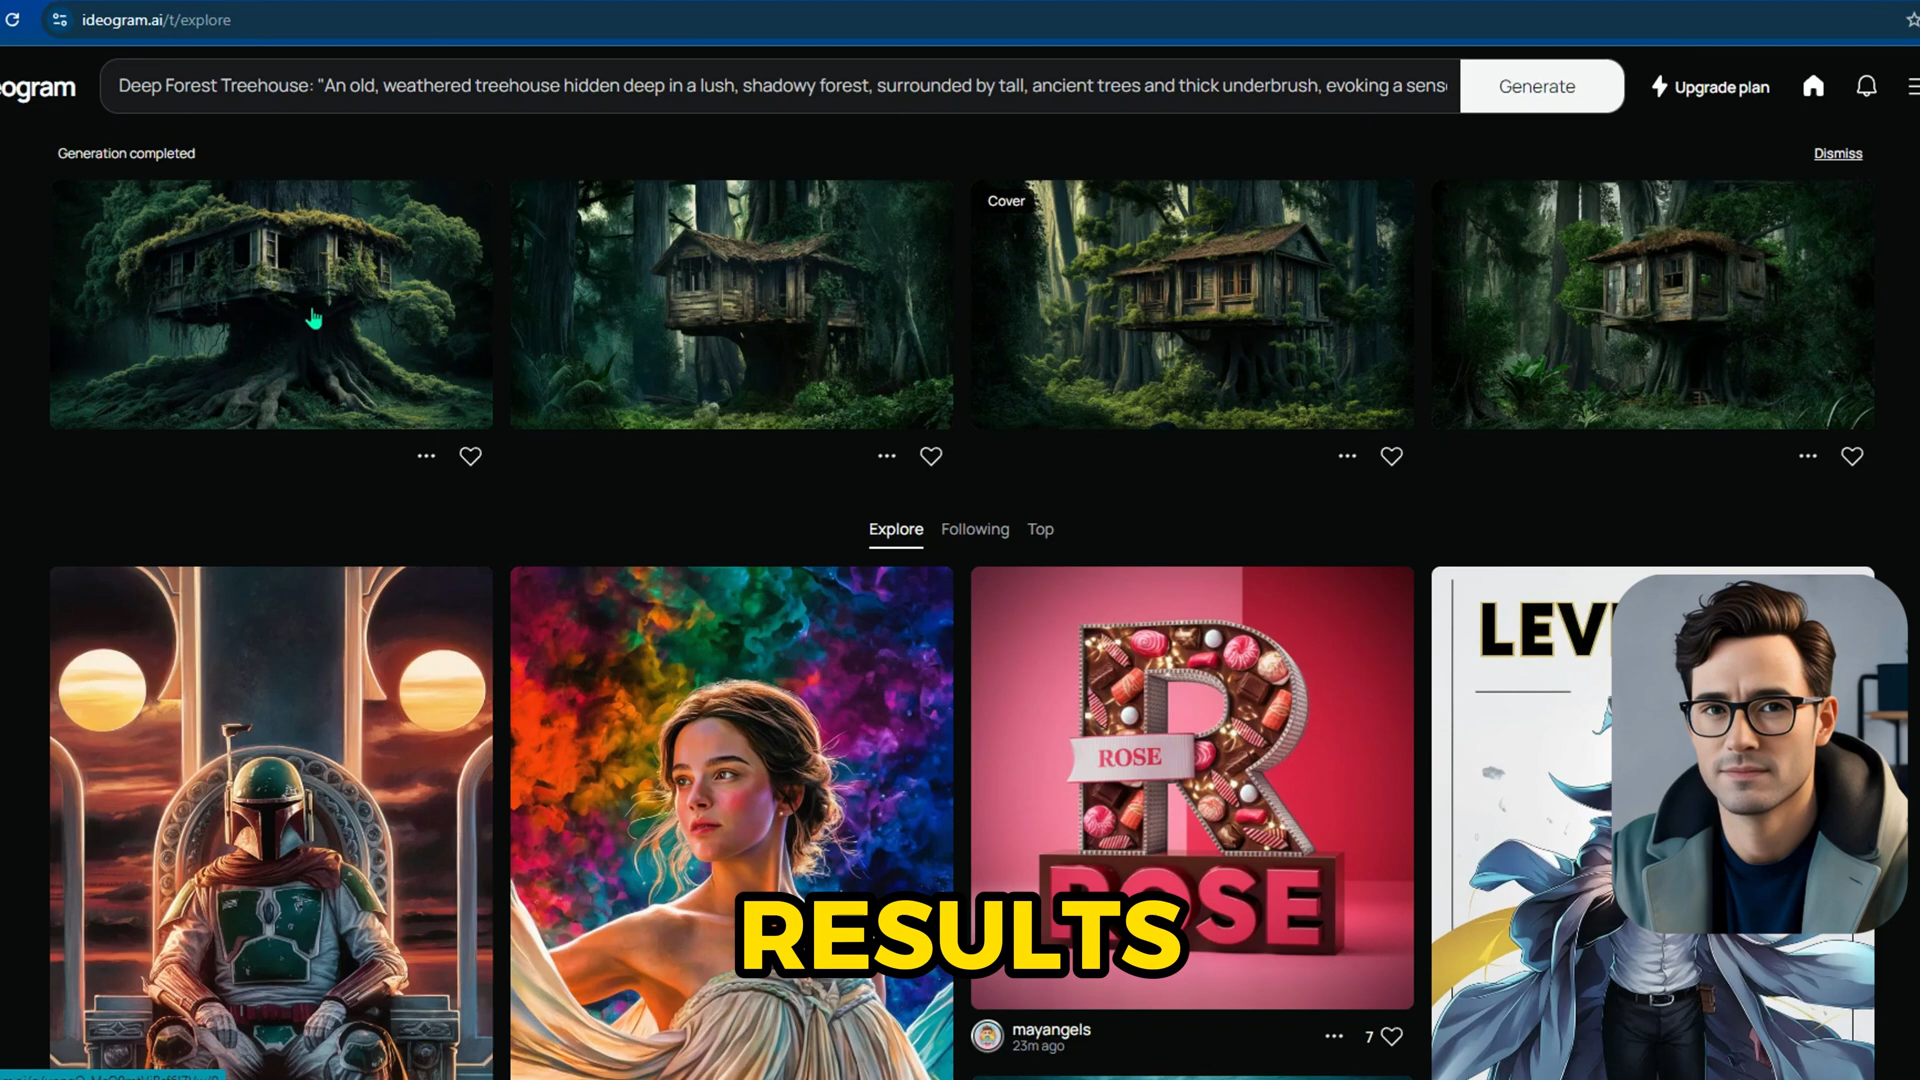 ideogram.ai/t/explore
ogram
Deep Forest Treehouse: "An old, weathered treehouse hidden deep in a lush, shadowy forest, surrounded by tall, ancient trees and thick underbrush, evoking a sens
Generate
Upgrade plan
Generation completed
Dismiss
Cover
Explore
Following
Top
LEV
ROSE
ROSE
RESULTS
mayangels
23m ago
7